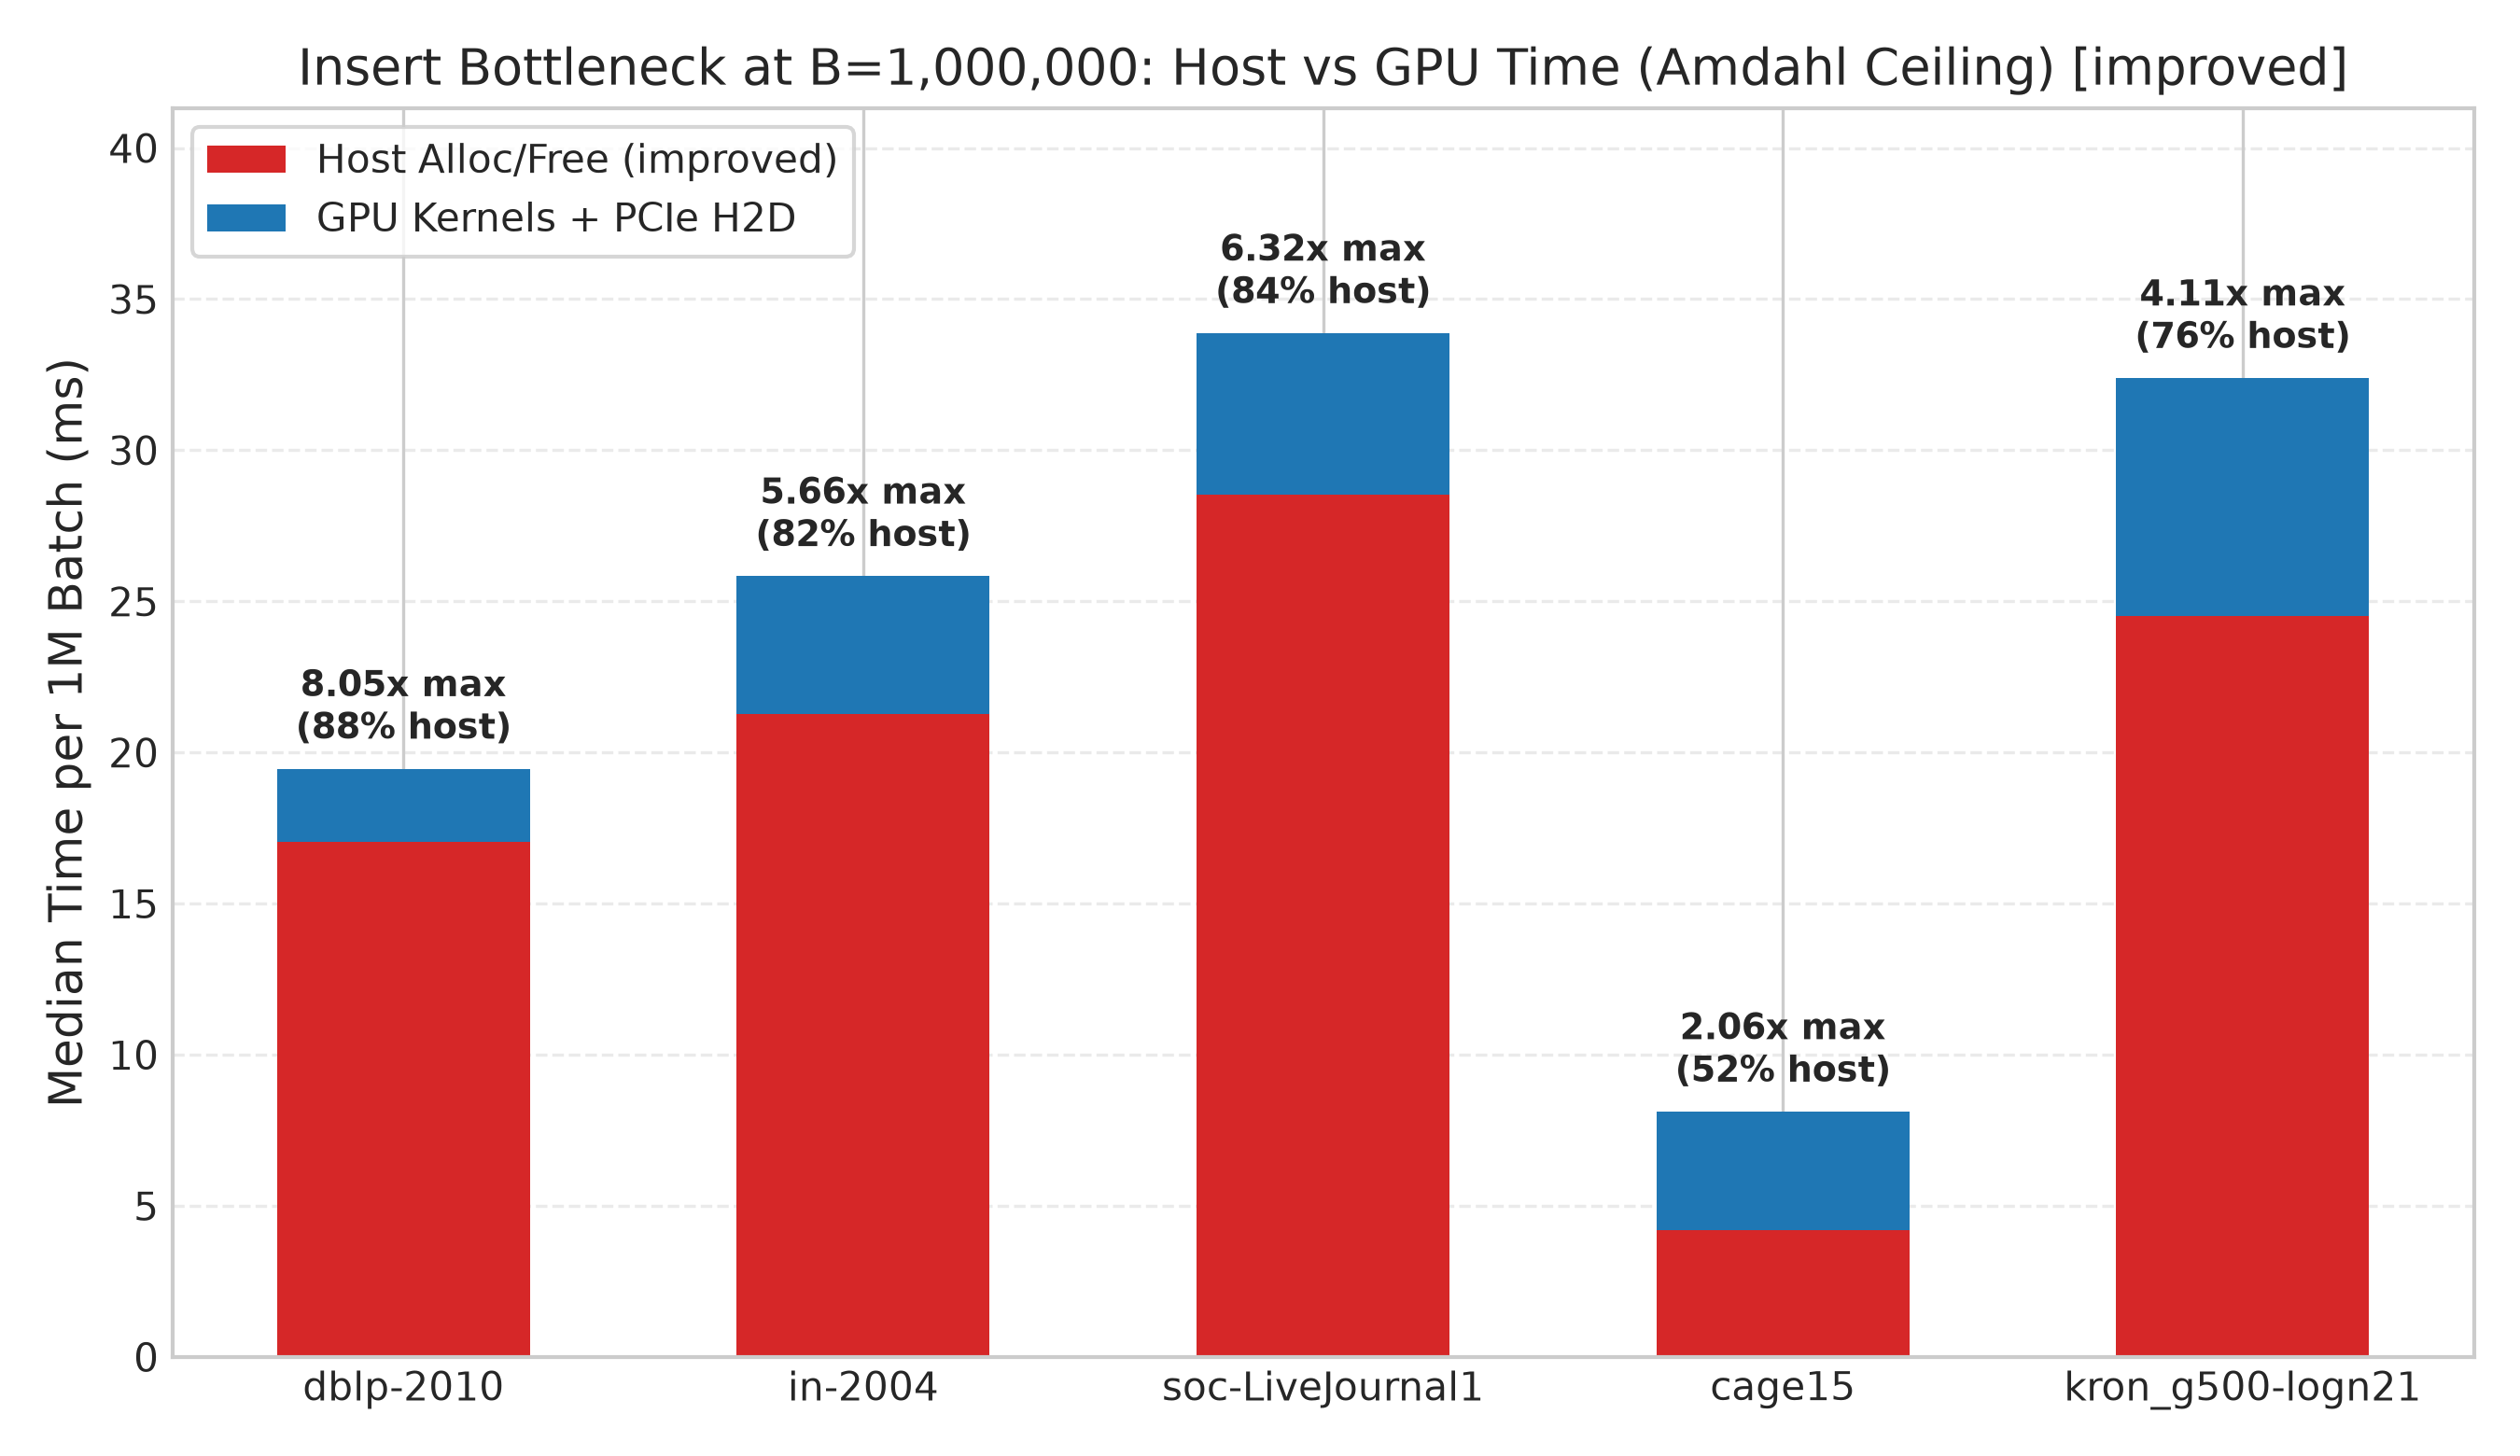 Insert Bottleneck at B=1,000,000: Host vs GPU Time (Amdahl Ceiling) [improved]
Host Alloc/Free (improved)
GPU Kernels + PCIe H2D
Median Time per 1M Batch (ms)
40
35
30
25
20
15
10
5
0
8.05x max
(88% host)
5.66x max
(82% host)
6.32x max
(84% host)
2.06x max
(52% host)
4.11x max
(76% host)
dblp-2010
in-2004
soc-LiveJournal1
cage15
kron_g500-logn21